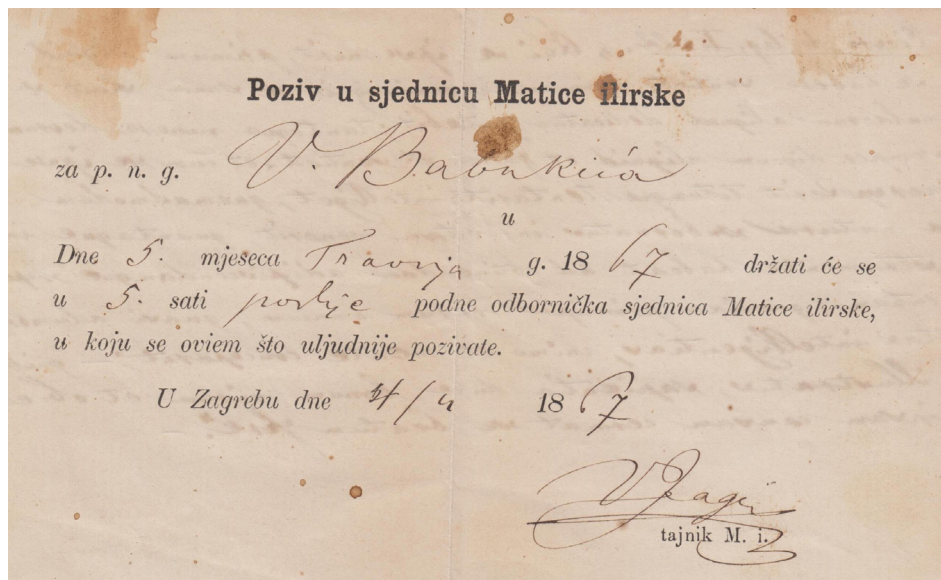 Poziv u sjednicu Matice ilirske
za p. n. g. V. Babukića
u
Dne 5. mjeseca Travnja g. 1867 držati će se
u 5. sati poslije podne odbornička sjednica Matice ilirske,
u koju se oviem što uljudnije pozivate.
U Zagrebu dne 4/4 1867
V Jagić
tajnik M. i.